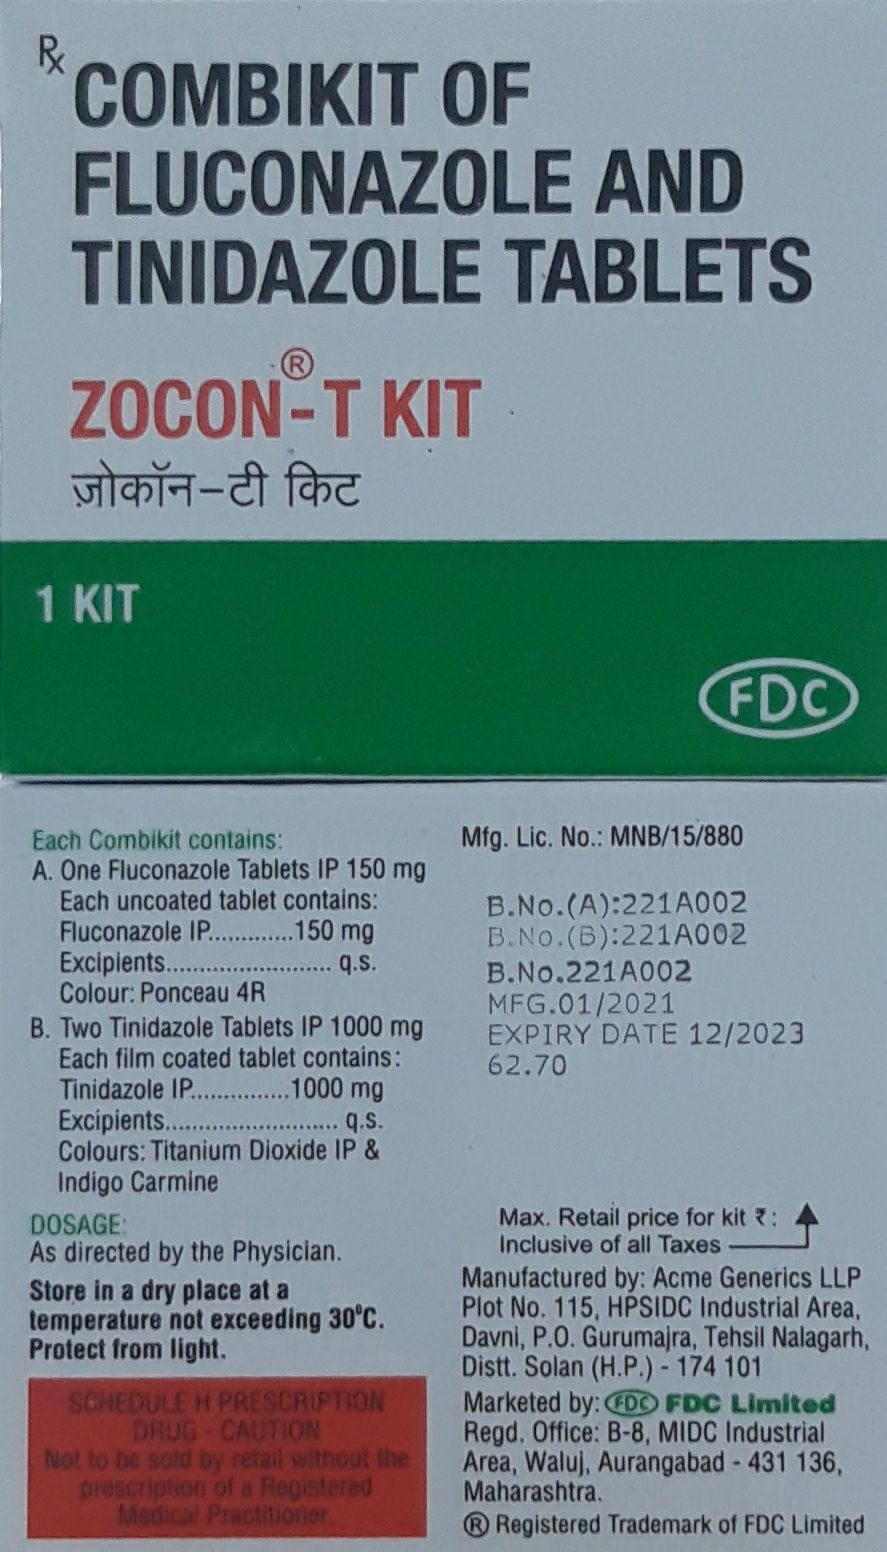 Rx COMBIKIT OF
FLUCONAZOLE AND
TINIDAZOLE TABLETS
ZOCON®-T KIT
ज़ोकॉन-टी किट
1 KIT
FDC
Each Combikit contains:
A. One Fluconazole Tablets IP 150 mg
Each uncoated tablet contains:
Fluconazole IP.............150 mg
Excipients........................ q.s.
Colour: Ponceau 4R
B. Two Tinidazole Tablets IP 1000 mg
Each film coated tablet contains:
Tinidazole IP...............1000 mg
Excipients......................... q.s.
Colours: Titanium Dioxide IP &
Indigo Carmine
DOSAGE:
As directed by the Physician.
Store in a dry place at a
temperature not exceeding 30°C.
Protect from light.
SCHEDULE H PRESCRIPTION
DRUG - CAUTION
Not to be sold by retail without the
prescription of a Registered
Medical Practitioner.
Mfg. Lic. No.: MNB/15/880
B.No.(A):221A002
B.No.(B):221A002
B.No.221A002
MFG.01/2021
EXPIRY DATE 12/2023
62.70
Max. Retail price for kit ₹:
Inclusive of all Taxes
Manufactured by: Acme Generics LLP
Plot No. 115, HPSIDC Industrial Area,
Davni, P.O. Gurumajra, Tehsil Nalagarh,
Distt. Solan (H.P.) - 174 101
Marketed by: FDC FDC Limited
Regd. Office: B-8, MIDC Industrial
Area, Waluj, Aurangabad - 431 136,
Maharashtra.
® Registered Trademark of FDC Limited